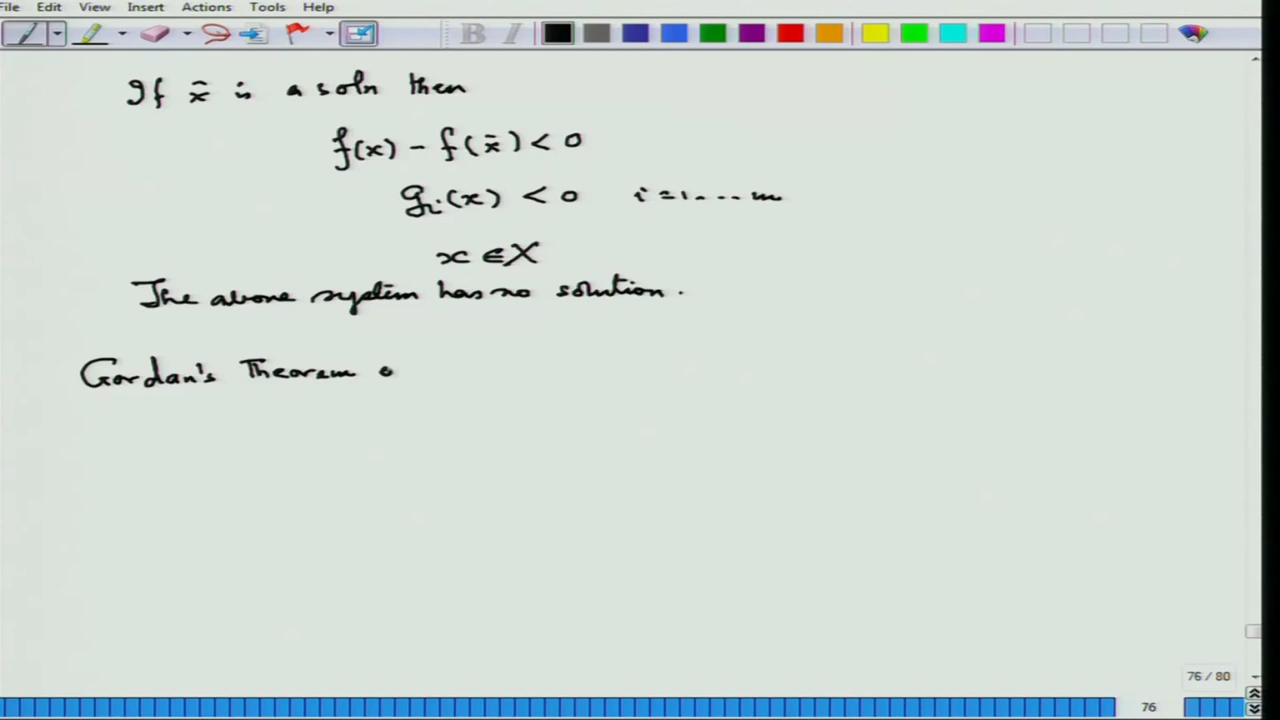 File Edit View Insert Actions Tools Help
B I
If x̄ is a soln then
f(x) - f(x̄) < 0
gᵢ(x) < 0 i = 1....m
x ∈ X
The above system has no solution.
Gordan's Theorem
76 / 80
76